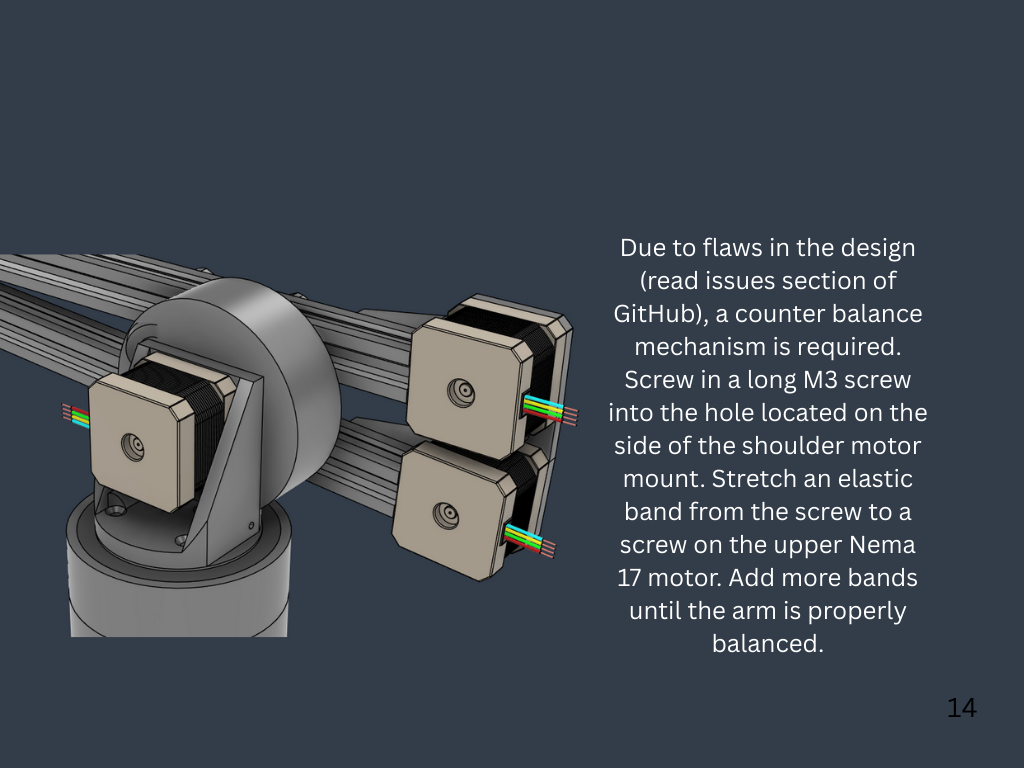 Due to flaws in the design
(read issues section of
GitHub), a counter balance
mechanism is required.
Screw in a long M3 screw
into the hole located on the
side of the shoulder motor
mount. Stretch an elastic
band from the screw to a
screw on the upper Nema
17 motor. Add more bands
until the arm is properly
balanced.
14